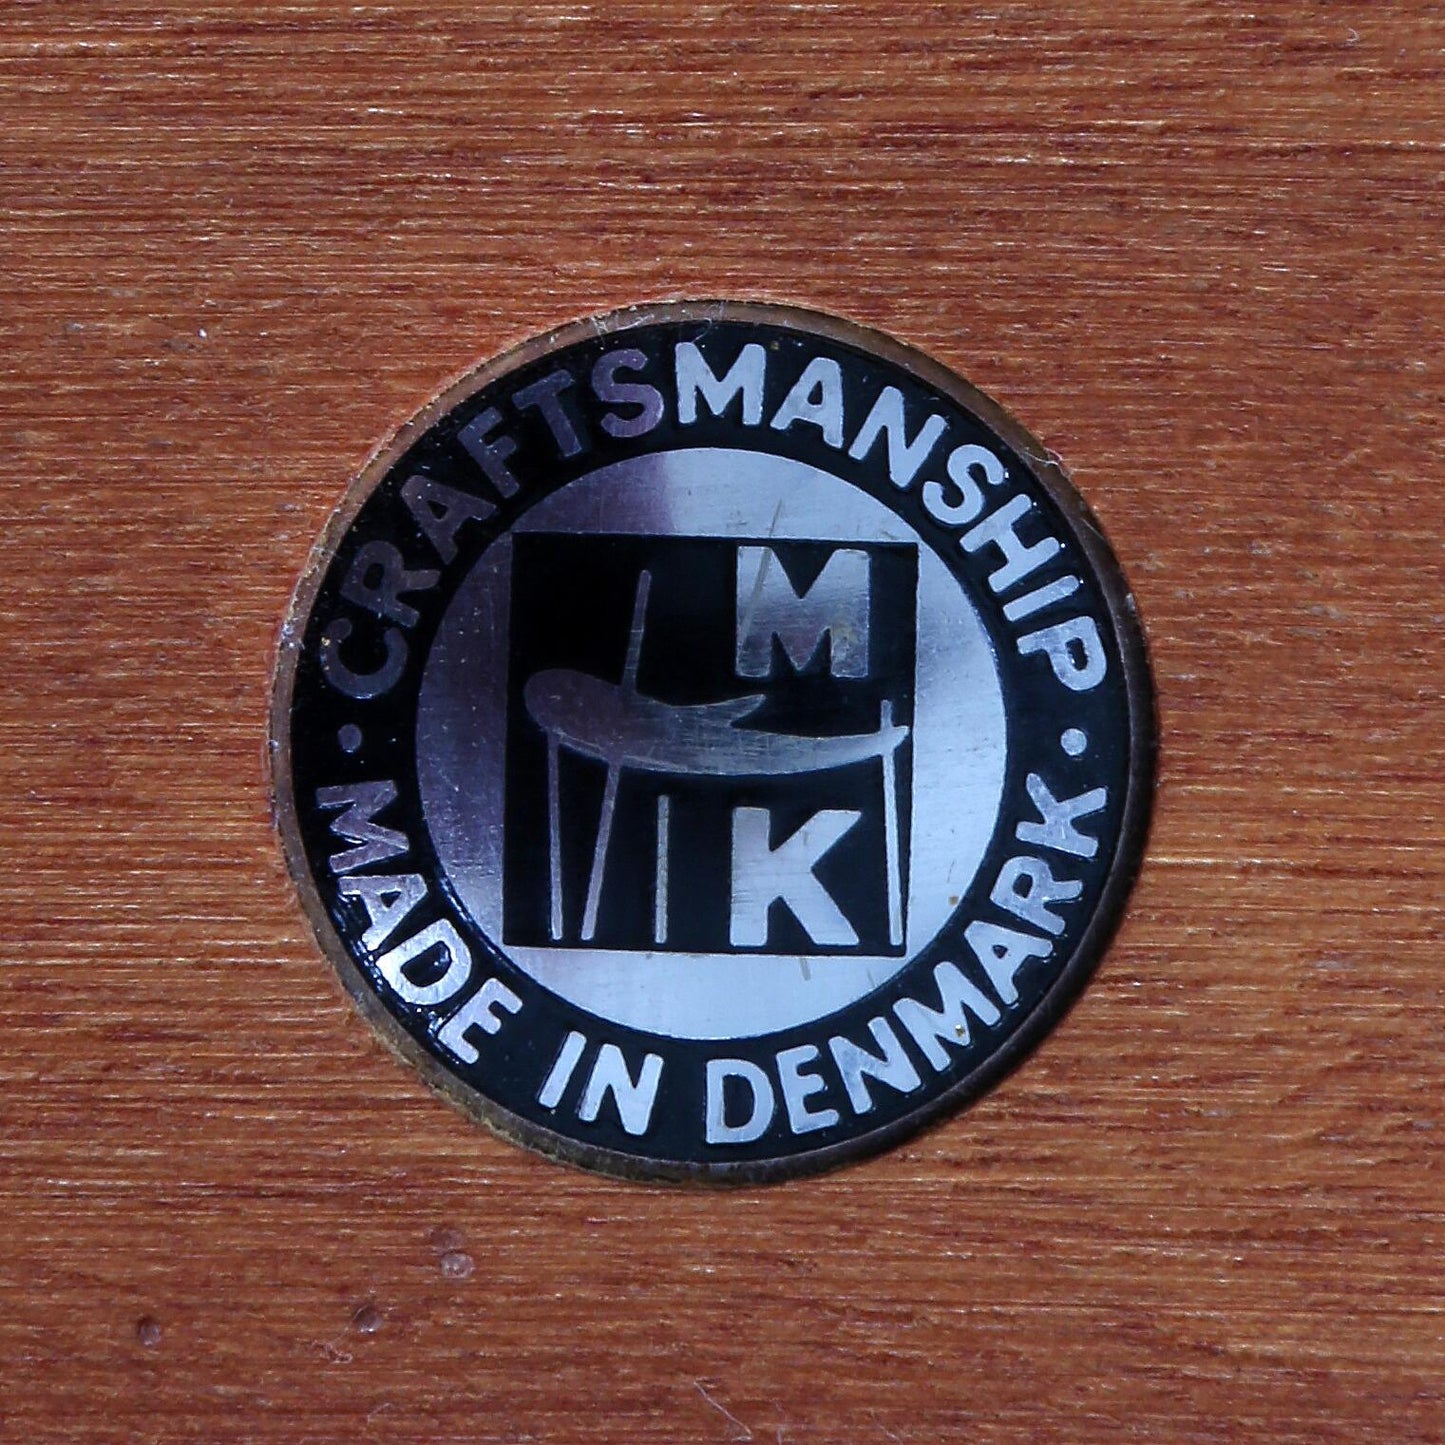 · CRAFTSMANSHIP ·
MADE IN DENMARK
M
K